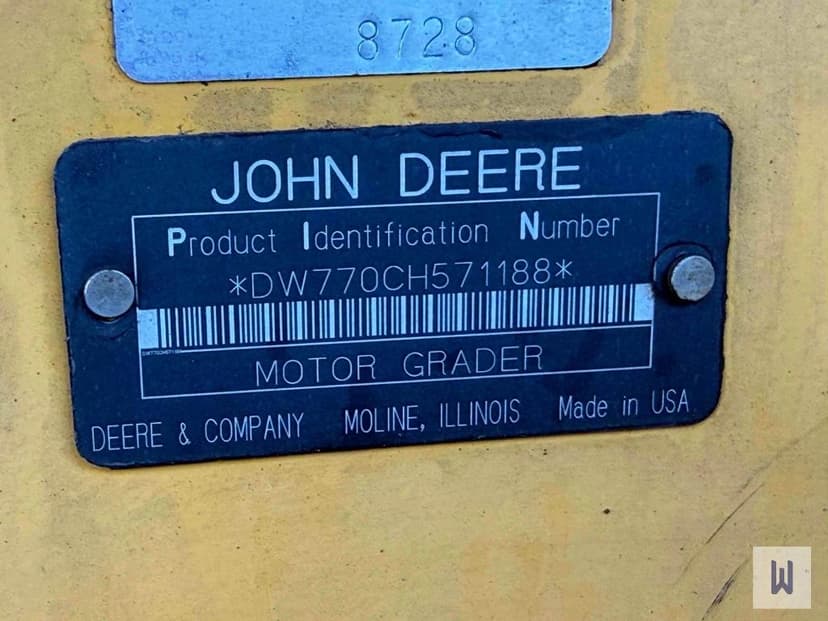 8728
JOHN DEERE
Product Identification Number
*DW770CH571188*
MOTOR GRADER
DEERE & COMPANY MOLINE, ILLINOIS Made in USA
W